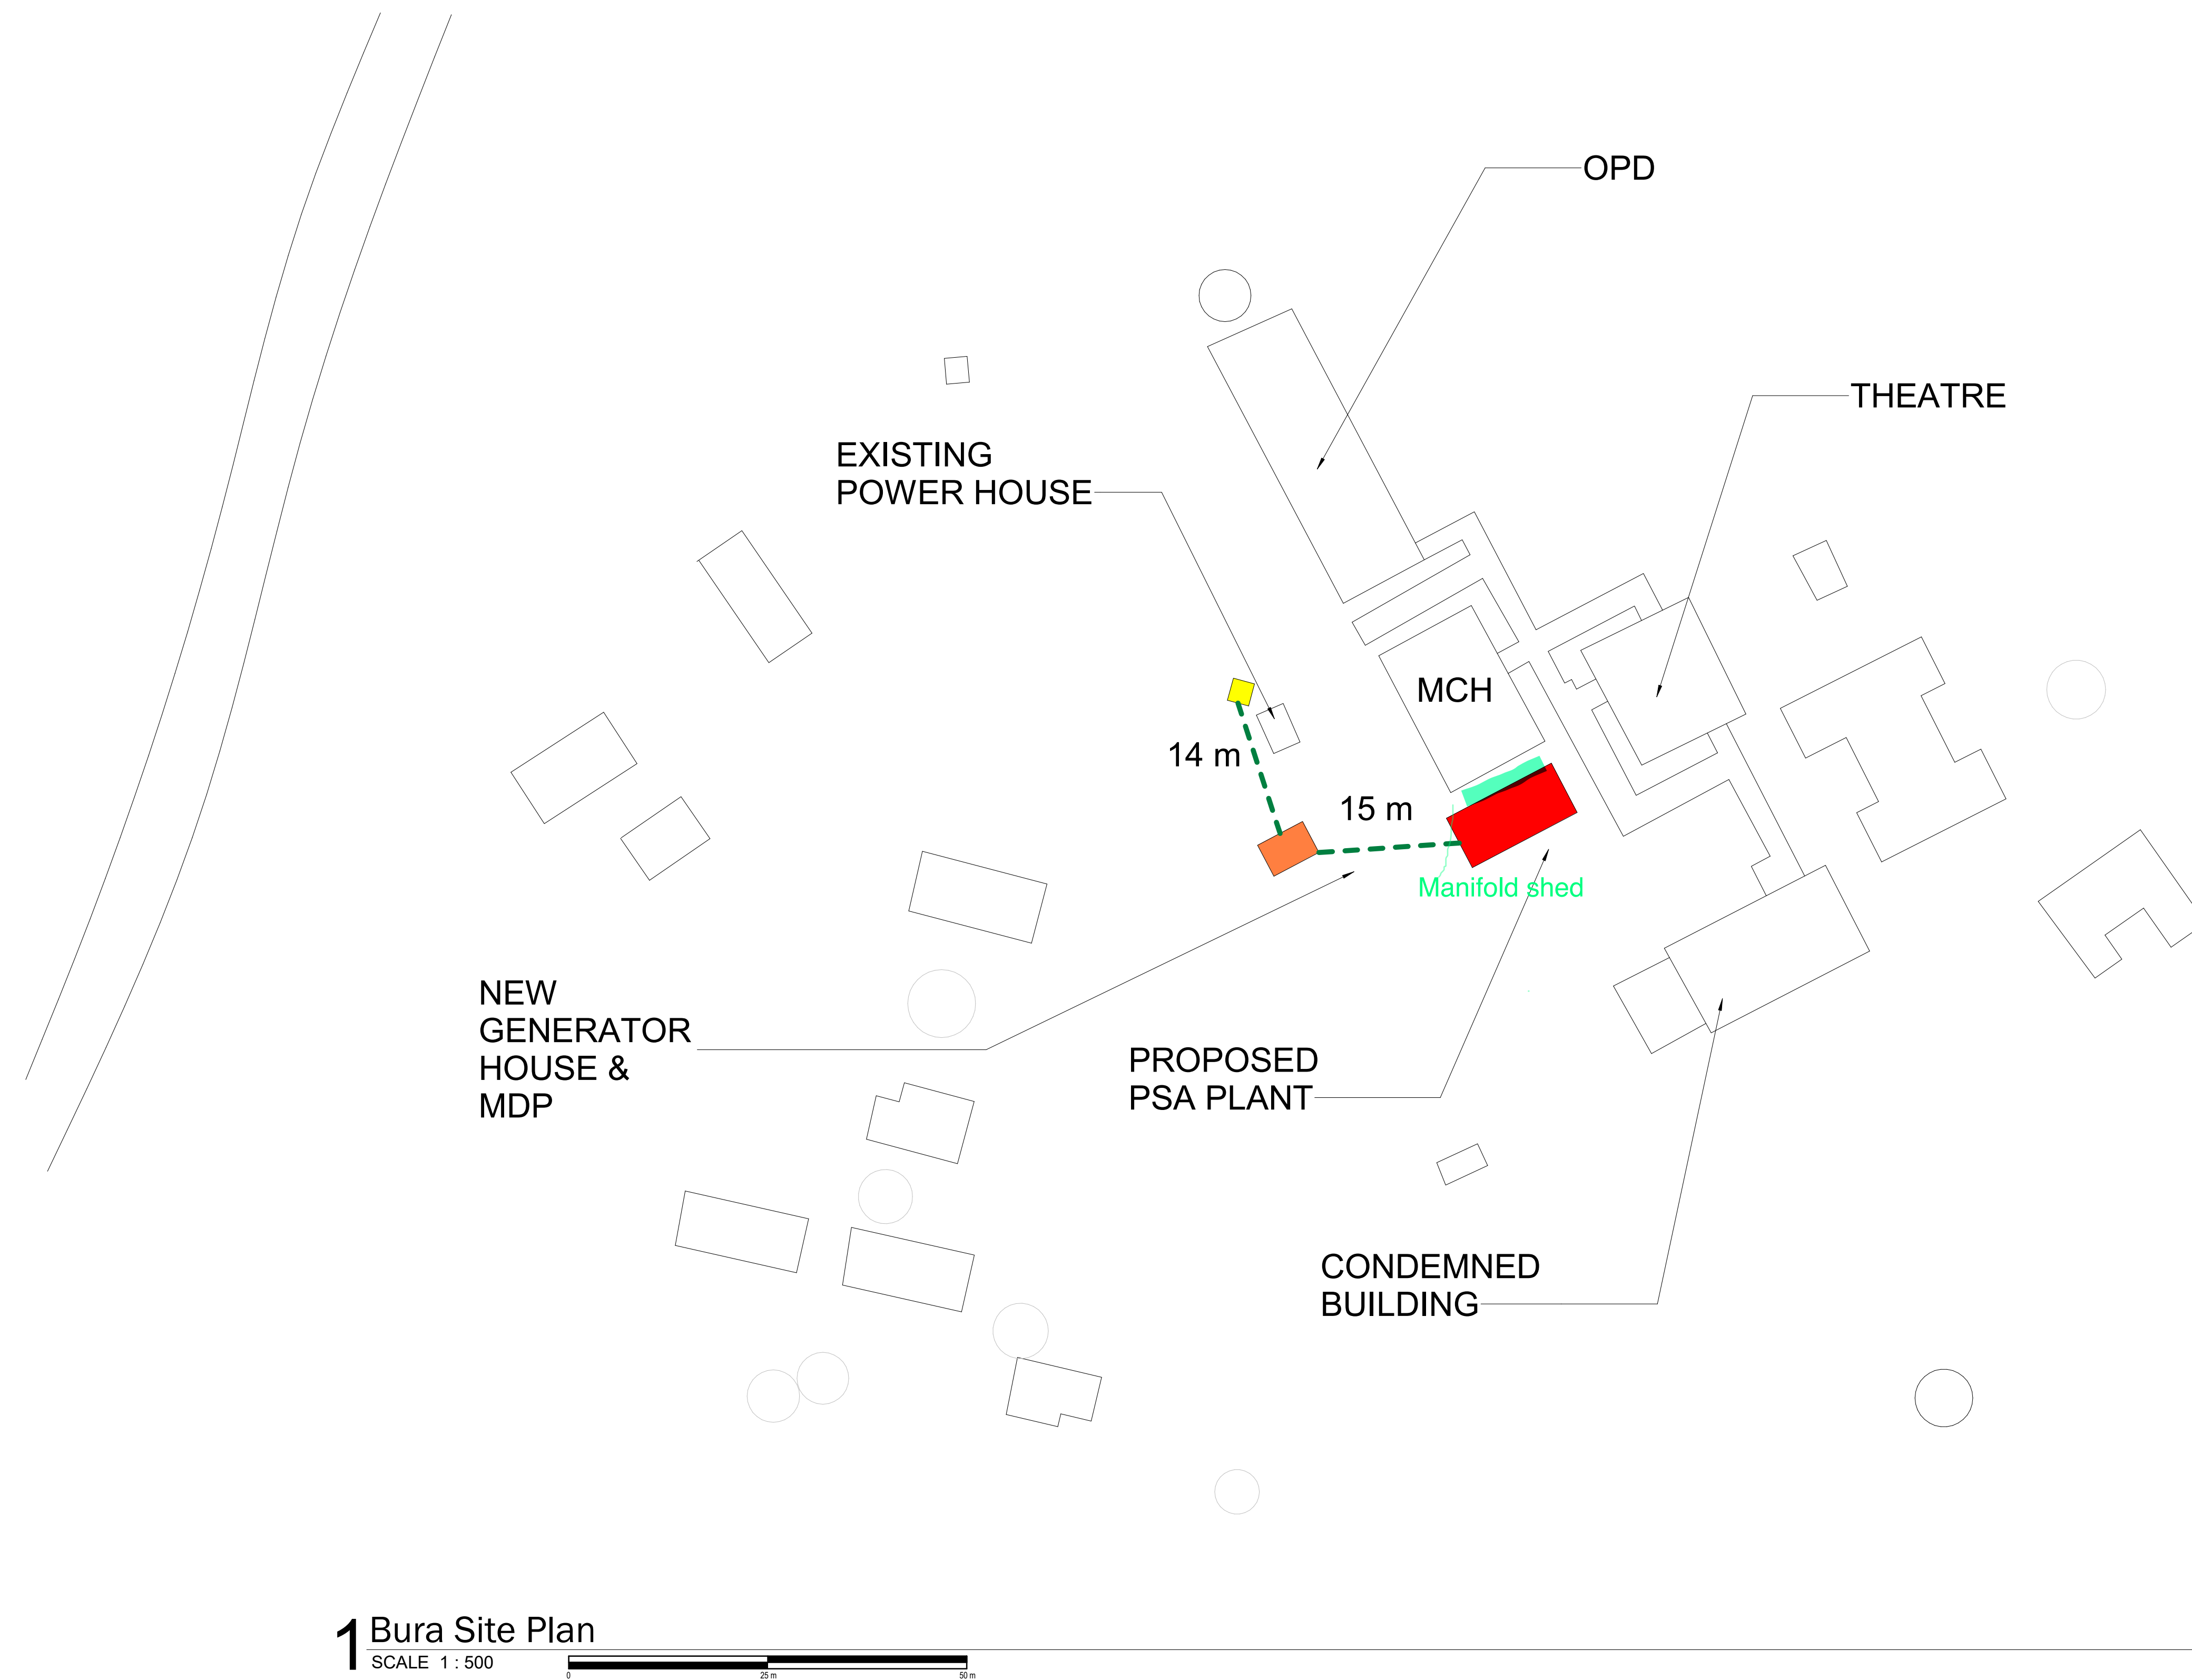 OPD
THEATRE
EXISTING
POWER HOUSE
MCH
14 m
15 m
Manifold shed
NEW
GENERATOR
HOUSE &
MDP
PROPOSED
PSA PLANT
CONDEMNED
BUILDING
1 Bura Site Plan
SCALE 1 : 500
0 25 m 50 m